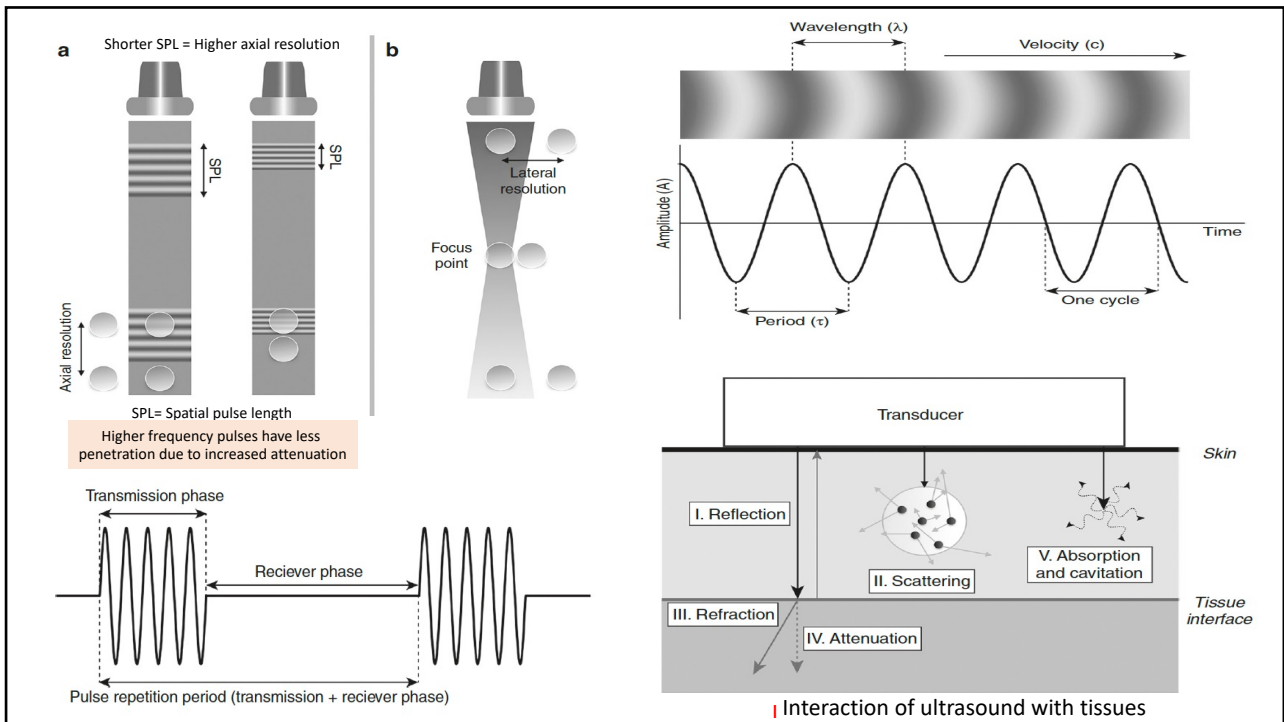 Shorter SPL = Higher axial resolution
a
b
SPL
SPL
Axial resolution
SPL= Spatial pulse length
Higher frequency pulses have less
penetration due to increased attenuation
Lateral
resolution
Focus
point
Transmission phase
Reciever phase
Pulse repetition period (transmission + reciever phase)
Wavelength (λ)
Velocity (c)
Amplitude (A)
Time
One cycle
Period (τ)
Transducer
Skin
I. Reflection
II. Scattering
V. Absorption
and cavitation
III. Refraction
IV. Attenuation
Tissue
interface
Interaction of ultrasound with tissues